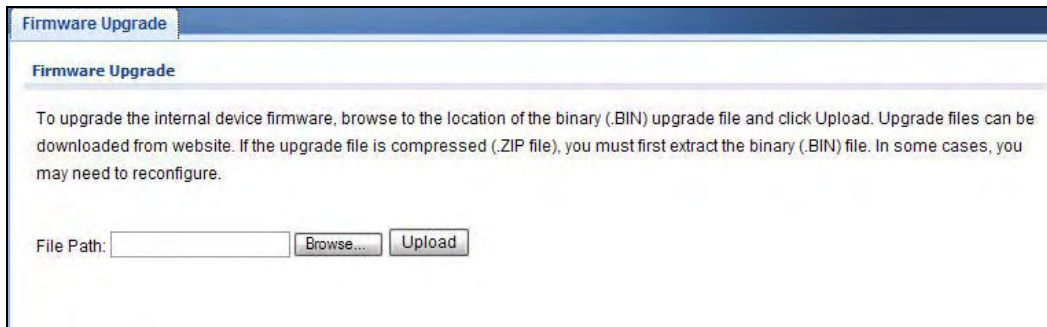 Firmware Upgrade
Firmware Upgrade
To upgrade the internal device firmware, browse to the location of the binary (.BIN) upgrade file and click Upload. Upgrade files can be
downloaded from website. If the upgrade file is compressed (.ZIP file), you must first extract the binary (.BIN) file. In some cases, you
may need to reconfigure.
File Path: Browse... Upload